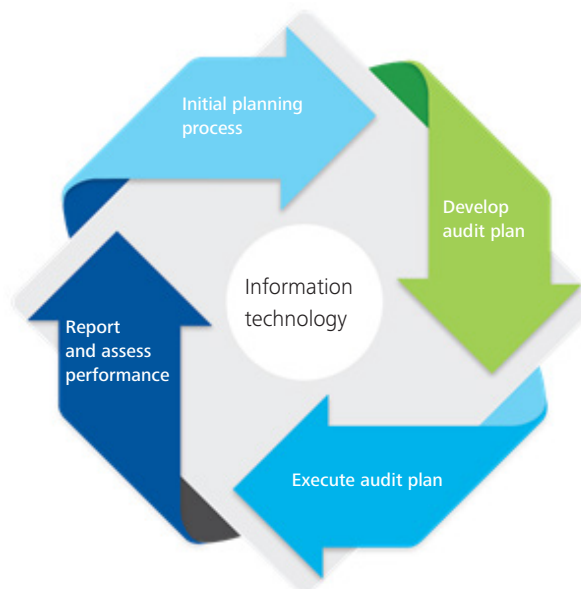 Initial planning
process
Develop
audit plan
Information
technology
Report
and assess
performance
Execute audit plan